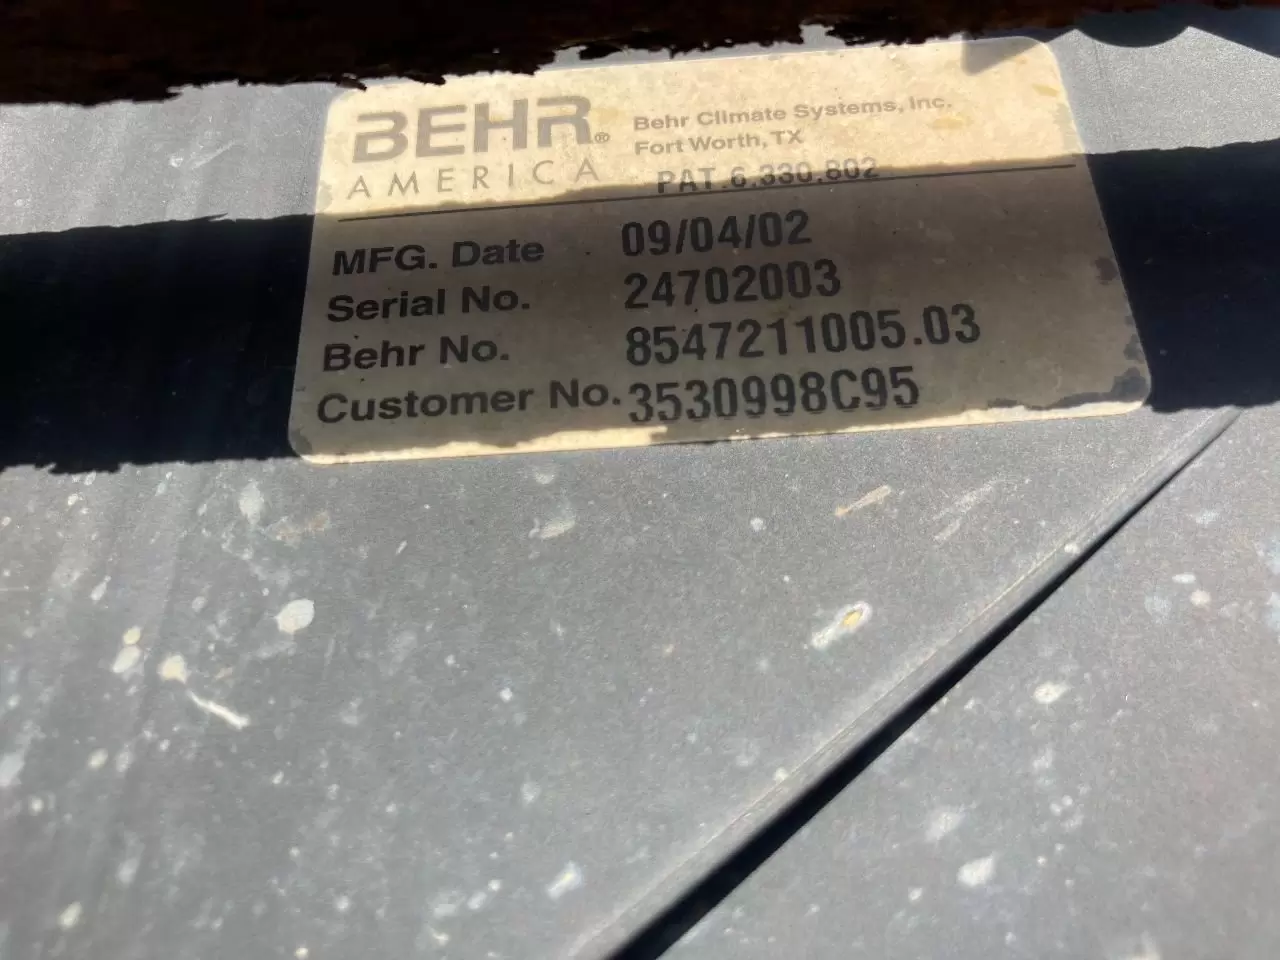 BEHR®
AMERICA
Behr Climate Systems, Inc.
Fort Worth, TX
PAT.6.330.802
MFG. Date 09/04/02
Serial No. 24702003
Behr No. 8547211005.03
Customer No. 3530998C95